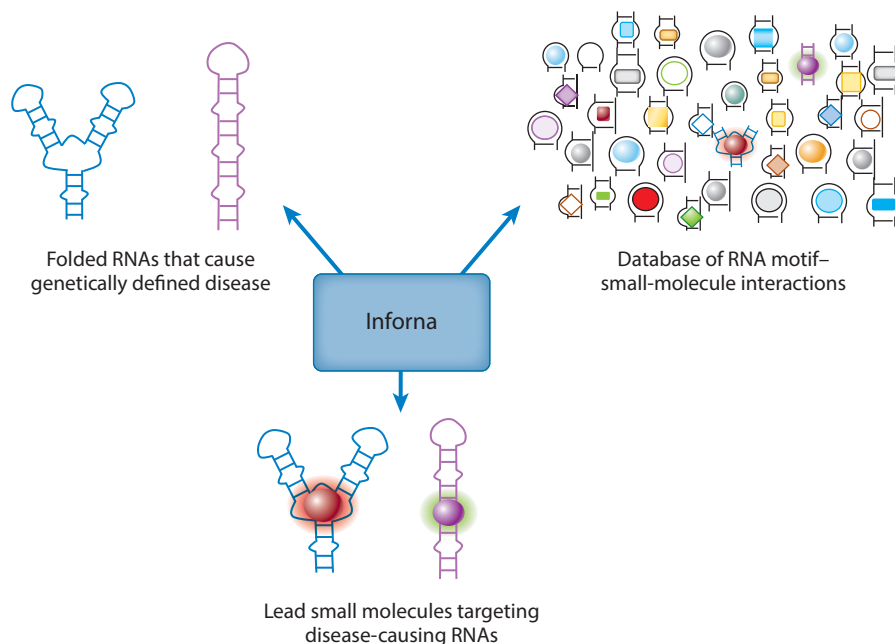 Folded RNAs that cause
genetically defined disease
Database of RNA motif–
small-molecule interactions
Inforna
Lead small molecules targeting
disease-causing RNAs